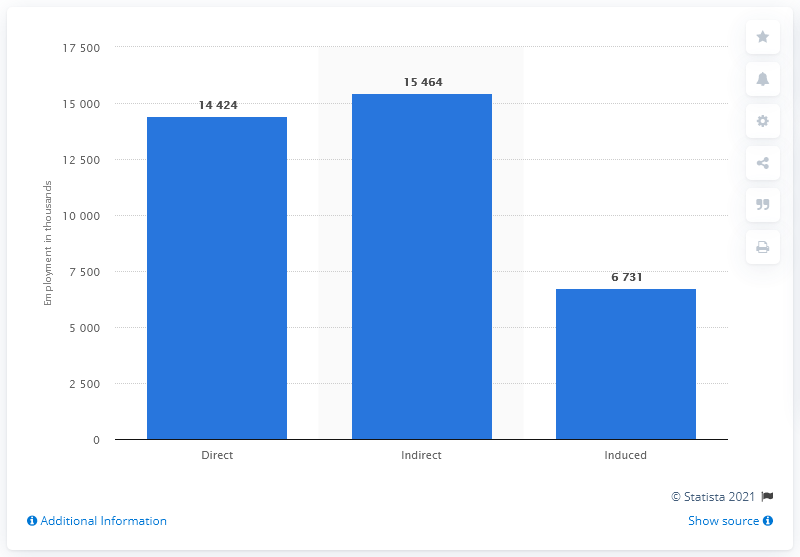 17 500
15 000
12 500
10 000
7 500
5 000
2 500
0
Employment in thousands
14 424
15 464
6 731
Direct
Indirect
Induced
© Statista 2021
Additional Information
Show source